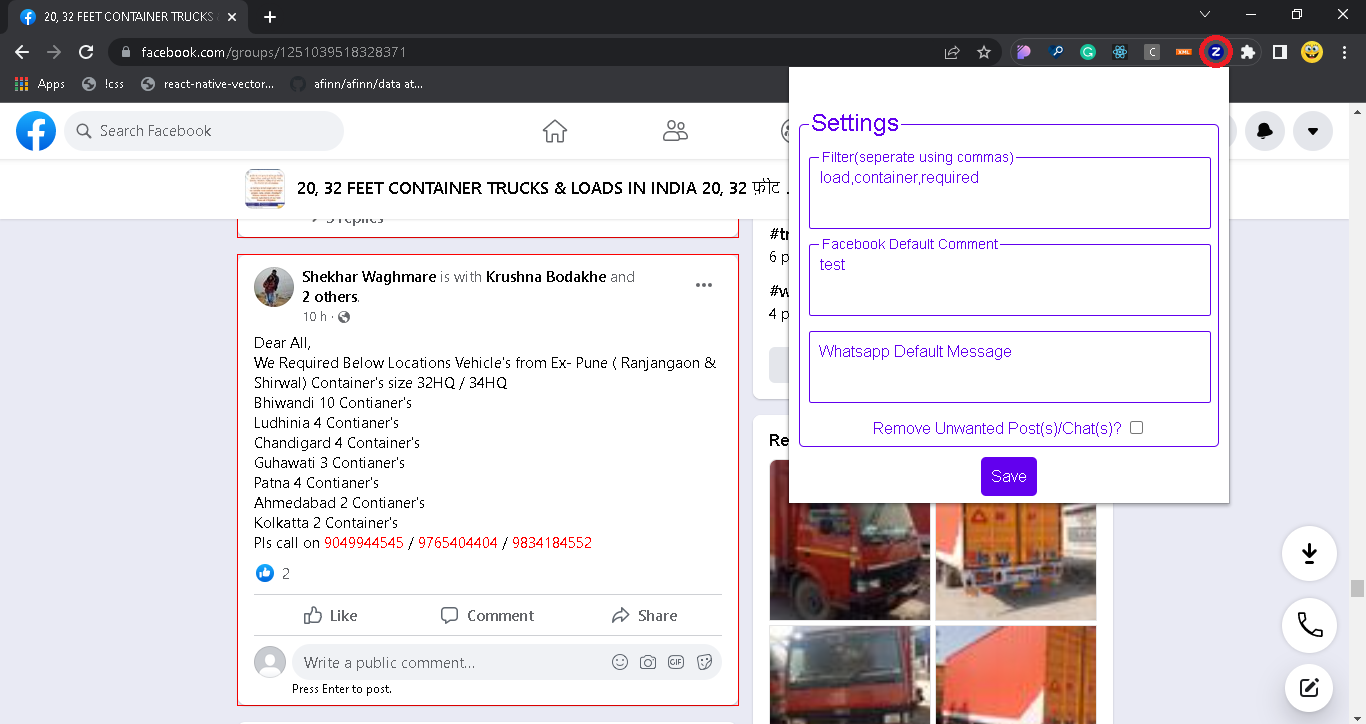 20, 32 FEET CONTAINER TRUCKS &
facebook.com/groups/1251039518328371
Apps
!css
react-native-vector...
afinn/afinn/data at...
Search Facebook
20, 32 FEET CONTAINER TRUCKS & LOADS IN INDIA 20, 32 फ़ीट .
3 replies
Shekhar Waghmare is with Krushna Bodakhe and
2 others.
10 h ·
Dear All,
We Required Below Locations Vehicle's from Ex- Pune ( Ranjangaon &
Shirwal) Container's size 32HQ / 34HQ
Bhiwandi 10 Contianer's
Ludhinia 4 Contianer's
Chandigard 4 Container's
Guhawati 3 Contianer's
Patna 4 Contianer's
Ahmedabad 2 Contianer's
Kolkatta 2 Container's
Pls call on 9049944545 / 9765404404 / 9834184552
2
Like
Comment
Share
Write a public comment...
GIF
Press Enter to post.
#tr
6 p
#w
4 p
Re
Settings
Filter(seperate using commas)
load,container,required
Facebook Default Comment
test
Whatsapp Default Message
Remove Unwanted Post(s)/Chat(s)?
Save